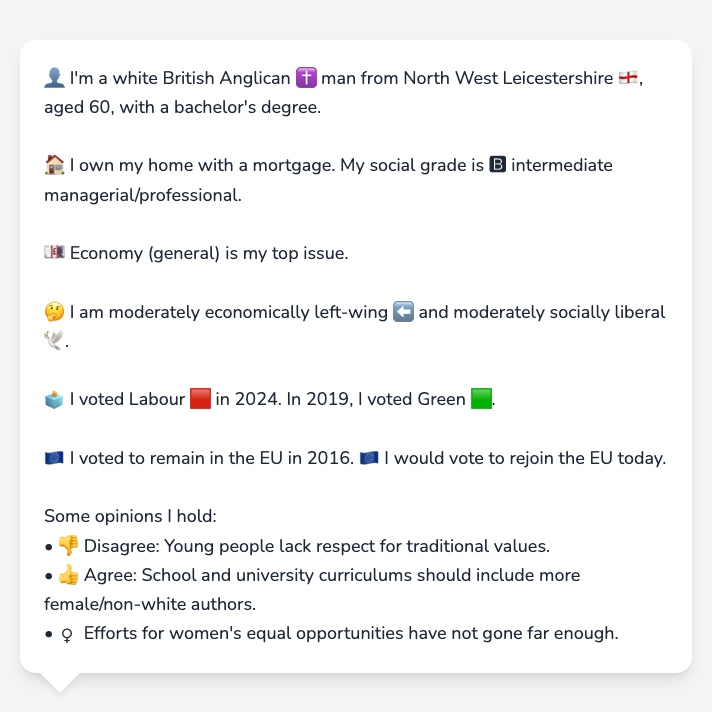 👤 I'm a white British Anglican ✝️ man from North West Leicestershire 🏴󠁧󠁢󠁥󠁮󠁧󠁿,
aged 60, with a bachelor's degree.
🏠 I own my home with a mortgage. My social grade is 🅱 intermediate
managerial/professional.
💷 Economy (general) is my top issue.
🤔 I am moderately economically left-wing ⬅️ and moderately socially liberal
🕊️.
🗳️ I voted Labour 🟥 in 2024. In 2019, I voted Green 🟩.
🇪🇺 I voted to remain in the EU in 2016. 🇪🇺 I would vote to rejoin the EU today.
Some opinions I hold:
• 👎 Disagree: Young people lack respect for traditional values.
• 👍 Agree: School and university curriculums should include more
female/non-white authors.
• ♀ Efforts for women's equal opportunities have not gone far enough.